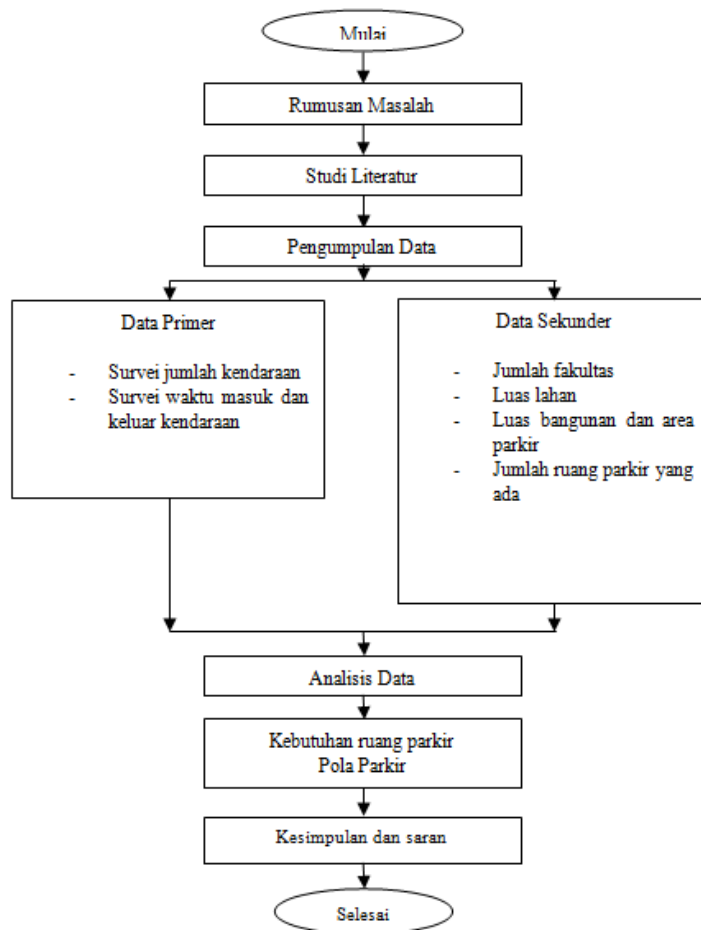 Mulai
Rumusan Masalah
Studi Literatur
Pengumpulan Data
Data Primer
- Survei jumlah kendaraan
- Survei waktu masuk dan
keluar kendaraan
Data Sekunder
- Jumlah fakultas
- Luas lahan
- Luas bangunan dan area
parkir
- Jumlah ruang parkir yang
ada
Analisis Data
Kebutuhan ruang parkir
Pola Parkir
Kesimpulan dan saran
Selesai